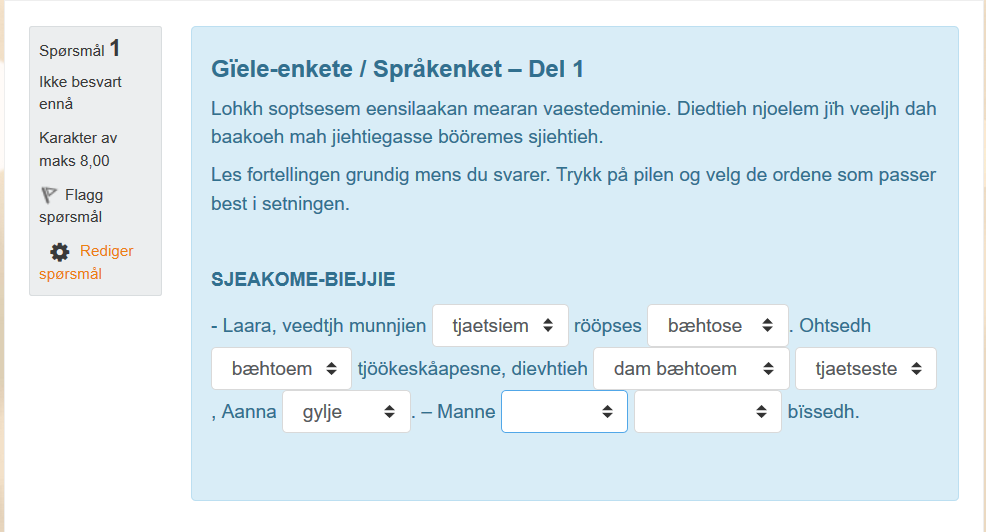 Spørsmål 1
Ikke besvart
ennå
Karakter av
maks 8,00
Flagg
spørsmål
Rediger
spørsmål
Gïele-enkete / Språkenket – Del 1
Lohkh soptsesem eensilaakan mearan vaestedeminie. Diedtieh njoelem jïh veeljh dah
baakoeh mah jiehtiegasse bööremes sjiehtieh.
Les fortellingen grundig mens du svarer. Trykk på pilen og velg de ordene som passer
best i setningen.
SJEAKOME-BIEJJIE
- Laara, veedtjh munnjien tjaetsiem rööpses bæhtose . Ohtsedh
bæhtoem tjöökeskåapesne, dievhtieh dam bæhtoem tjaetseste
, Aanna gylje . – Manne bïssedh.